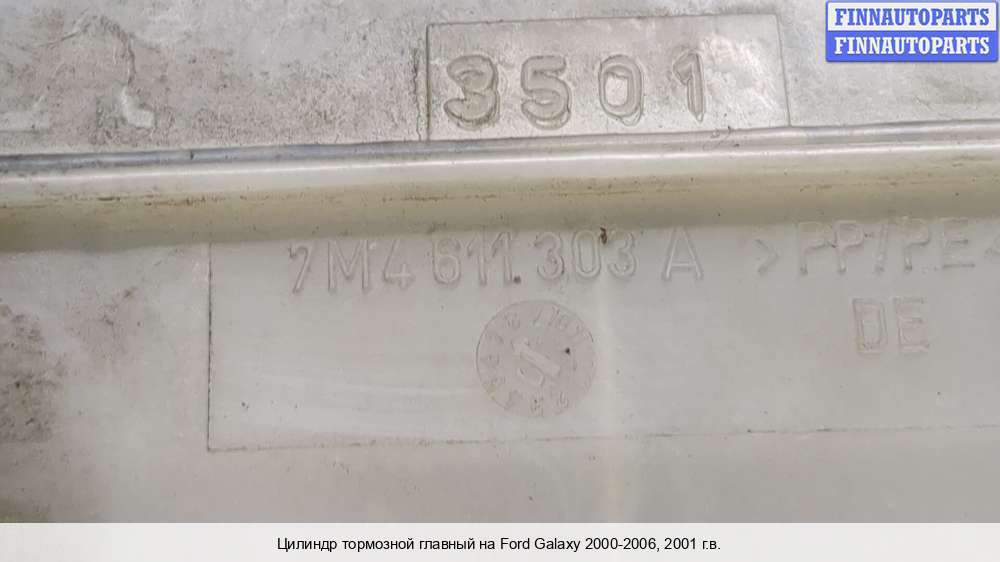 FINNAUTOPARTS
FINNAUTOPARTS
3501
7M4 611 303 A >PP/PE<
DE
Цилиндр тормозной главный на Ford Galaxy 2000-2006, 2001 г.в.